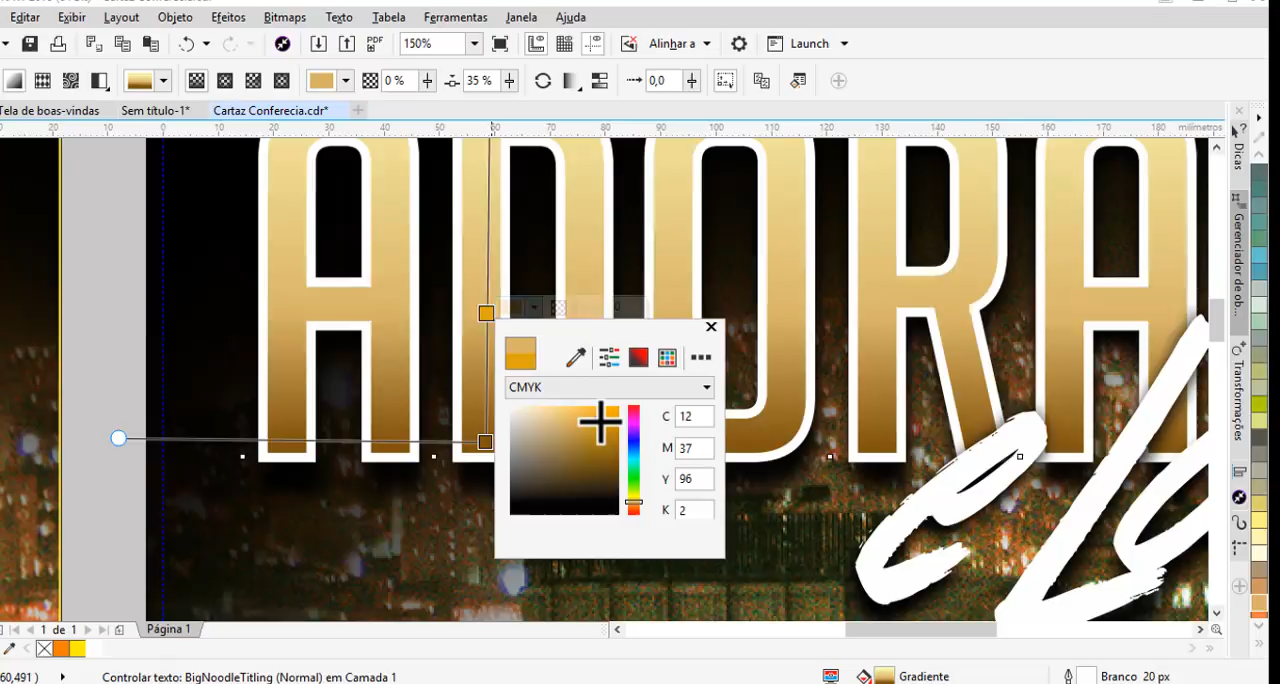 Editar Exibir Layout Objeto Efeitos Bitmaps Texto Tabela Ferramentas Janela Ajuda
PDF 150% Alinhar a Launch
0 % 35 % 0,0
Tela de boas-vindas Sem título-1* Cartaz Conferecia.cdr*
10 0 10 20 30 40 50 60 70 80 90 100 110 120 130 140 150 160 170 180 milímetros
ADORA
Dicas
Gerenciador de ob...
Transformações
CMYK
C 12
M 37
Y 96
K 2
1 de 1 Página 1
60,491 ) Controlar texto: BigNoodleTitling (Normal) em Camada 1 Gradiente Branco 20 px